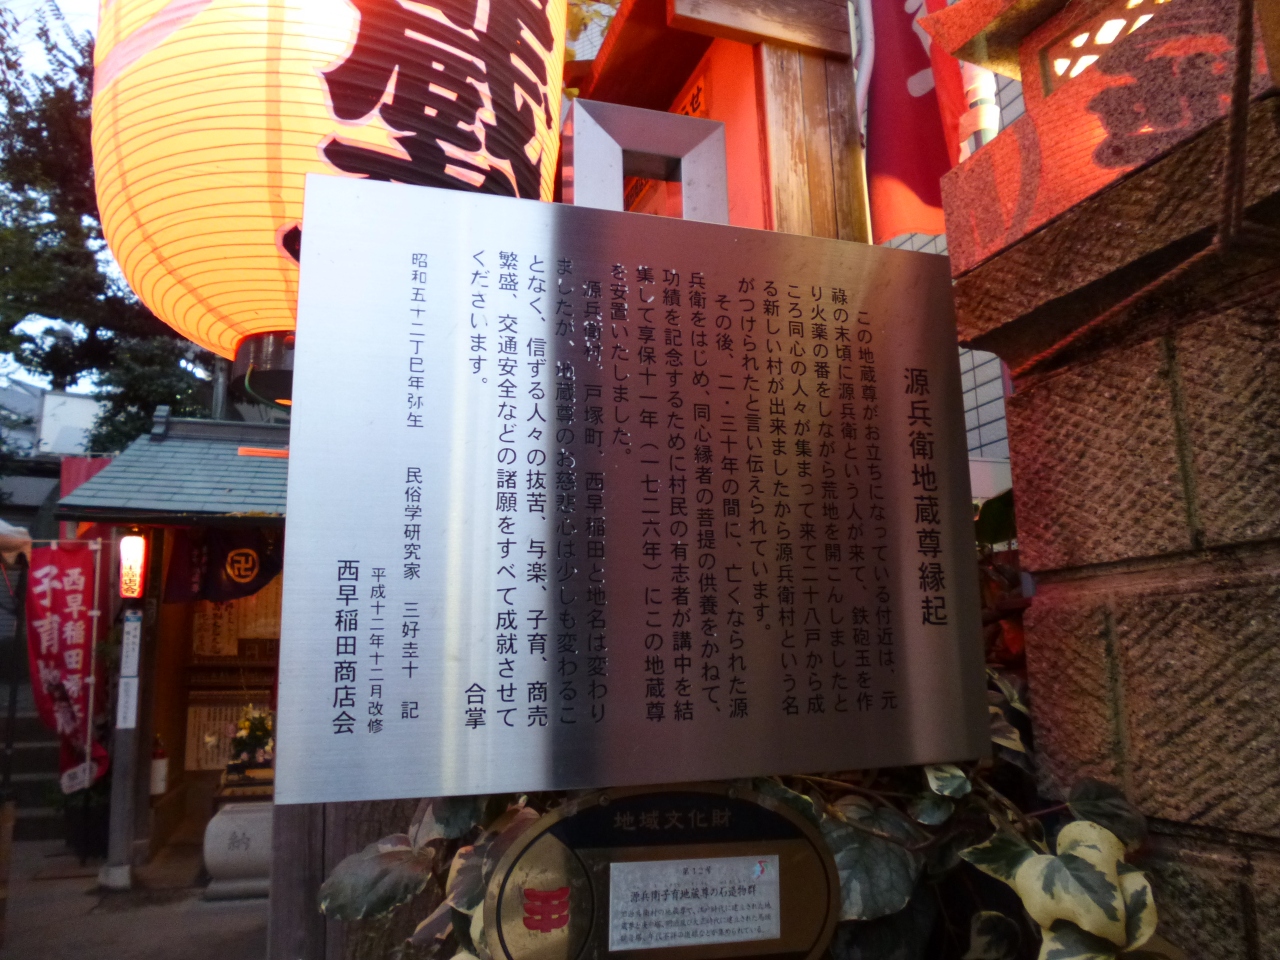 源兵衛地蔵尊縁起
この地蔵尊がお立ちになっている付近は、元
祿の末頃に源兵衛という人が来て、鉄砲玉を作
り火薬の番をしながら荒地を開こんしましたと
ころ同心の人々が集まって来て二十八戸から成
る新しい村が出来ましたから源兵衛村という名
がつけられたと言い伝えられています。
その後、二、三十年の間に、亡くなられた源
兵衛をはじめ、同心縁者の菩提の供養をかねて、
功績を記念するために村民の有志者が講中を結
集して享保十一年（一七二六年）にこの地蔵尊
を安置いたしました。
源兵衛村、戸塚町、西早稲田と地名は変わり
ましたが、地蔵尊のお慈悲心は少しも変わるこ
となく、信ずる人々の抜苦、与楽、子育、商売
繁盛、交通安全などの諸願をすべて成就させて
くださいます。
合掌
昭和五十二丁巳年弥生 民俗学研究家 三好圭十 記
平成十二年十二月改修
西早稲田商店会
地域文化財
第12号
源兵衛子育地蔵尊の石造物群
西早稲田
子育地
納